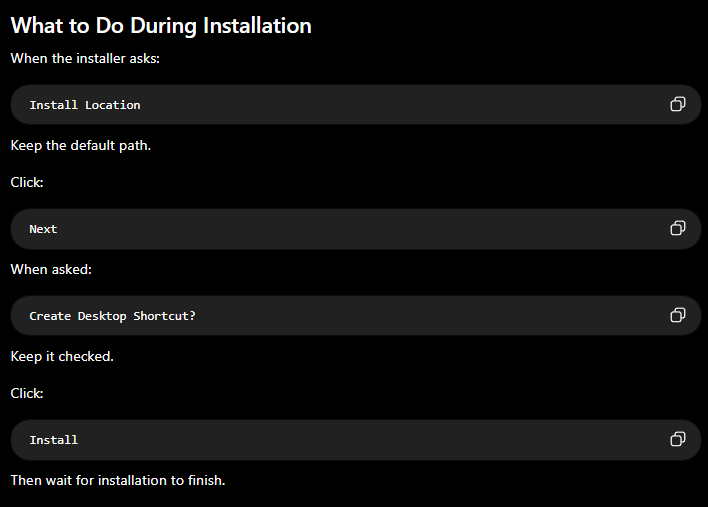 What to Do During Installation
When the installer asks:
Install Location
Keep the default path.
Click:
Next
When asked:
Create Desktop Shortcut?
Keep it checked.
Click:
Install
Then wait for installation to finish.